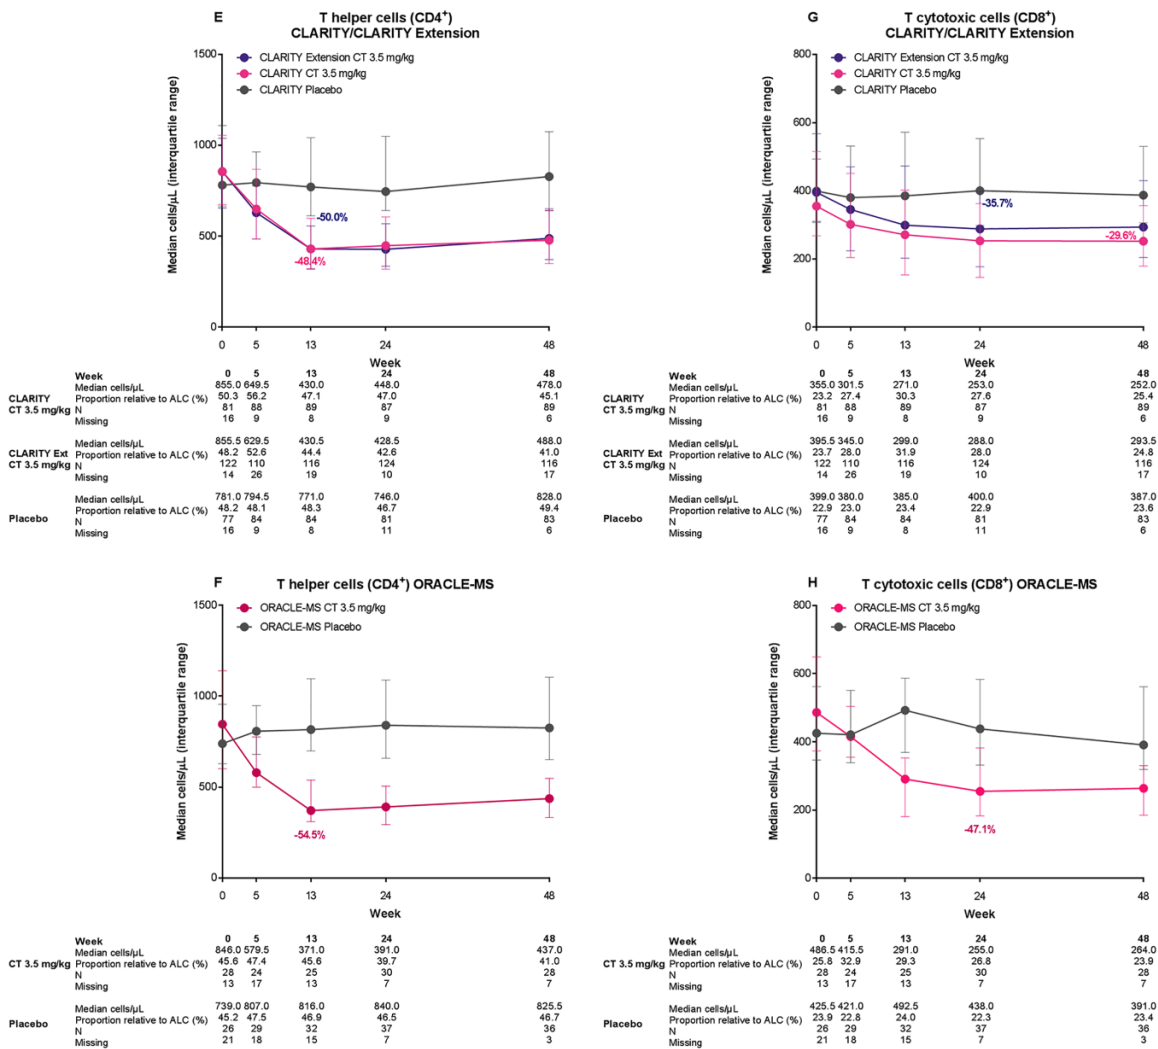 E
T helper cells (CD4+)
CLARITY/CLARITY Extension
1500
1000
500
0
Median cells/µL (interquartile range)
CLARITY Extension CT 3.5 mg/kg
CLARITY CT 3.5 mg/kg
CLARITY Placebo
-50.0%
-48.4%
0 5 13 24 48
Week
Week 0 5 13 24 48
CLARITY CT 3.5 mg/kg
Median cells/µL 855.0 649.5 430.0 448.0 478.0
Proportion relative to ALC (%) 50.3 56.2 47.1 47.0 45.1
N 81 88 89 87 89
Missing 16 9 8 9 6
CLARITY Ext CT 3.5 mg/kg
Median cells/µL 855.5 629.5 430.5 428.5 488.0
Proportion relative to ALC (%) 48.2 52.6 44.4 42.6 41.0
N 122 110 116 124 116
Missing 14 26 19 10 17
Placebo
Median cells/µL 781.0 794.5 771.0 746.0 828.0
Proportion relative to ALC (%) 48.2 48.1 48.3 46.7 49.4
N 77 84 84 81 83
Missing 16 9 8 11 6
G
T cytotoxic cells (CD8+)
CLARITY/CLARITY Extension
800
600
400
200
0
Median cells/µL (interquartile range)
CLARITY Extension CT 3.5 mg/kg
CLARITY CT 3.5 mg/kg
CLARITY Placebo
-35.7%
-29.6%
0 5 13 24 48
Week
Week 0 5 13 24 48
CLARITY CT 3.5 mg/kg
Median cells/µL 355.0 301.5 271.0 253.0 252.0
Proportion relative to ALC (%) 23.2 27.4 30.3 27.6 25.4
N 81 88 89 87 89
Missing 16 9 8 9 6
CLARITY Ext CT 3.5 mg/kg
Median cells/µL 395.5 345.0 299.0 288.0 293.5
Proportion relative to ALC (%) 23.7 28.0 31.9 28.0 24.8
N 122 110 116 124 116
Missing 14 26 19 10 17
Placebo
Median cells/µL 399.0 380.0 385.0 400.0 387.0
Proportion relative to ALC (%) 22.9 23.0 23.4 22.9 23.6
N 77 84 84 81 83
Missing 16 9 8 11 6
F
T helper cells (CD4+) ORACLE-MS
1500
1000
500
0
Median cells/µL (interquartile range)
ORACLE-MS CT 3.5 mg/kg
ORACLE-MS Placebo
-54.5%
0 5 13 24 48
Week
Week 0 5 13 24 48
CT 3.5 mg/kg
Median cells/µL 846.0 579.5 371.0 391.0 437.0
Proportion relative to ALC (%) 45.6 47.4 45.6 39.7 41.0
N 28 24 25 30 28
Missing 13 17 13 7 7
Placebo
Median cells/µL 739.0 807.0 816.0 840.0 825.5
Proportion relative to ALC (%) 45.2 47.5 46.9 46.5 46.7
N 26 29 32 37 36
Missing 21 18 15 7 3
H
T cytotoxic cells (CD8+) ORACLE-MS
800
600
400
200
0
Median cells/µL (interquartile range)
ORACLE-MS CT 3.5 mg/kg
ORACLE-MS Placebo
-47.1%
0 5 13 24 48
Week
Week 0 5 13 24 48
CT 3.5 mg/kg
Median cells/µL 486.5 415.5 291.0 255.0 264.0
Proportion relative to ALC (%) 25.8 32.9 29.3 26.8 23.9
N 28 24 25 30 28
Missing 13 17 13 7 7
Placebo
Median cells/µL 425.5 421.0 492.5 438.0 391.0
Proportion relative to ALC (%) 23.9 22.8 24.0 22.3 23.4
N 26 29 32 37 36
Missing 21 18 15 7 3